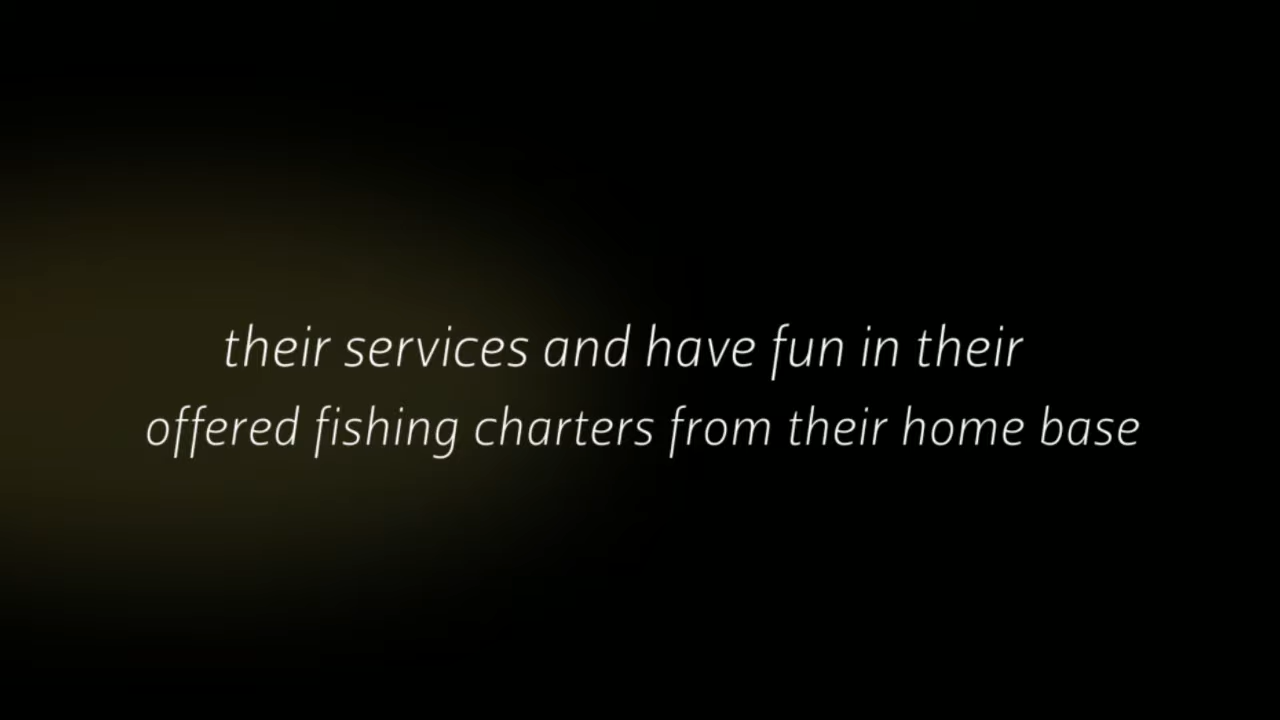 their services and have fun in their
offered fishing charters from their home base